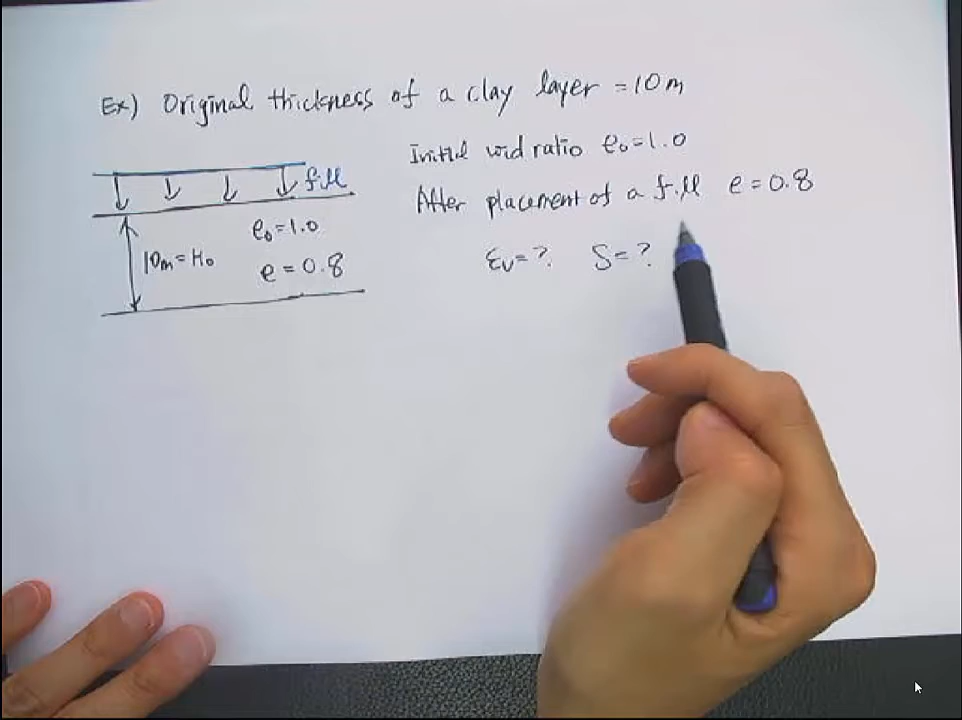 Ex) Original thickness of a clay layer = 10m
Initial void ratio e₀ = 1.0
After placement of a fill e = 0.8
εv = ? S = ?
fill
e₀ = 1.0
10m = H₀
e = 0.8